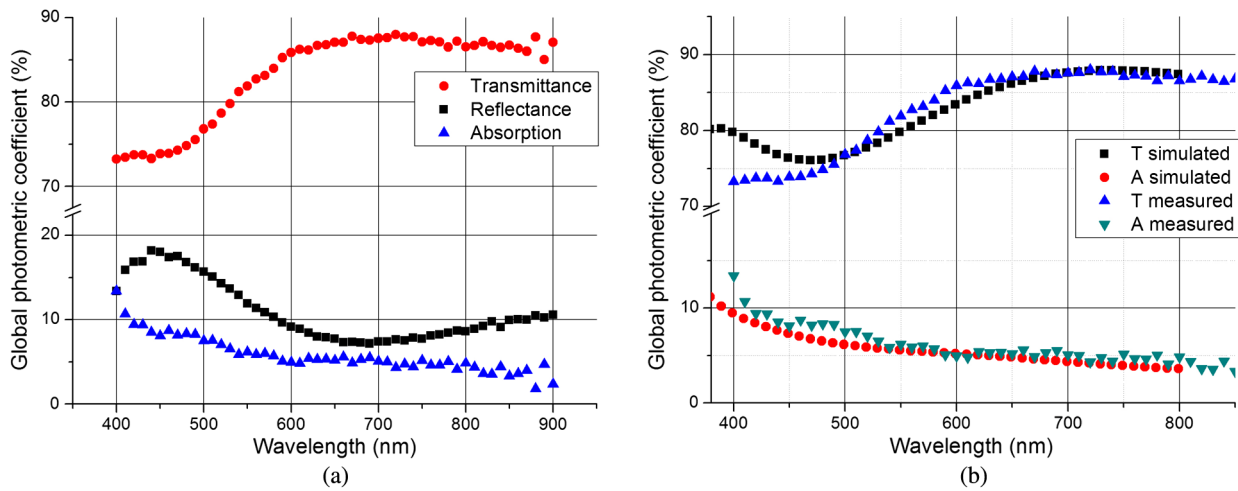 Global photometric coefficient (%)
90
80
70
20
10
0
Transmittance
Reflectance
Absorption
400 500 600 700 800 900
Wavelength (nm)
(a)
Global photometric coefficient (%)
90
80
70
10
0
T simulated
A simulated
T measured
A measured
400 500 600 700 800
Wavelength (nm)
(b)